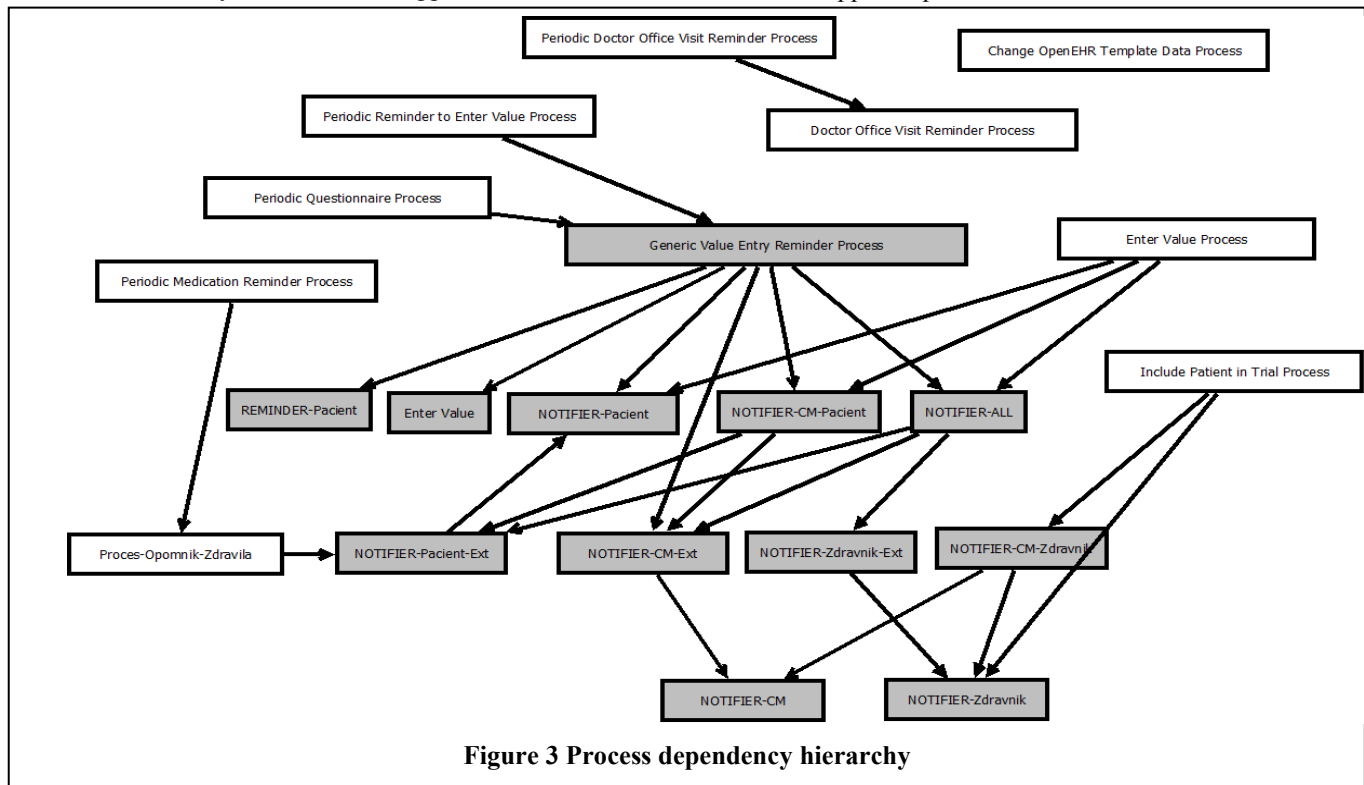 Periodic Doctor Office Visit Reminder Process
Change OpenEHR Template Data Process
Periodic Reminder to Enter Value Process
Doctor Office Visit Reminder Process
Periodic Questionnaire Process
Generic Value Entry Reminder Process
Enter Value Process
Periodic Medication Reminder Process
Include Patient in Trial Process
REMINDER-Pacient
Enter Value
NOTIFIER-Pacient
NOTIFIER-CM-Pacient
NOTIFIER-ALL
Proces-Opomnik-Zdravila
NOTIFIER-Pacient-Ext
NOTIFIER-CM-Ext
NOTIFIER-Zdravnik-Ext
NOTIFIER-CM-Zdravnik
NOTIFIER-CM
NOTIFIER-Zdravnik
Figure 3 Process dependency hierarchy